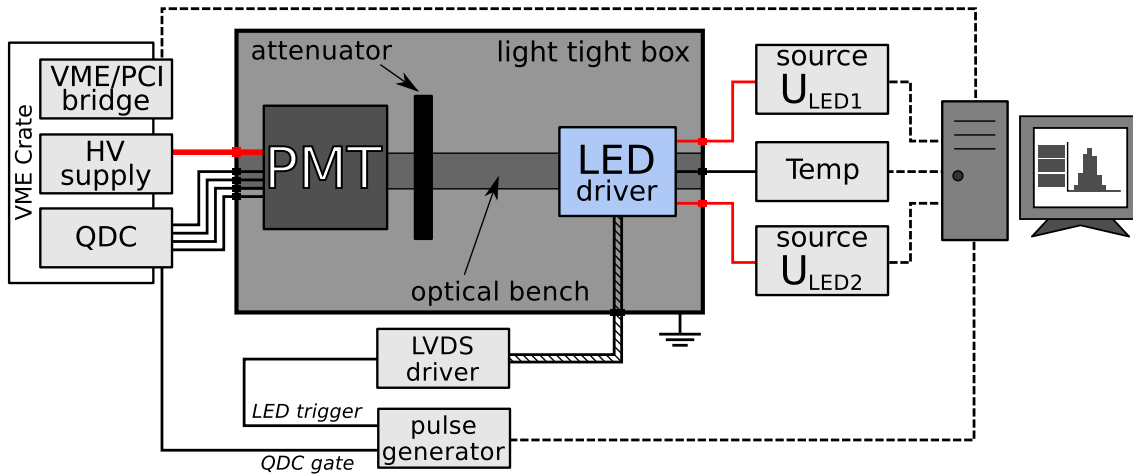 VME Crate
VME/PCI
bridge
HV
supply
QDC
attenuator
light tight box
PMT
LED
driver
optical bench
source
U LED1
Temp
source
U LED2
LVDS
driver
LED trigger
pulse
generator
QDC gate